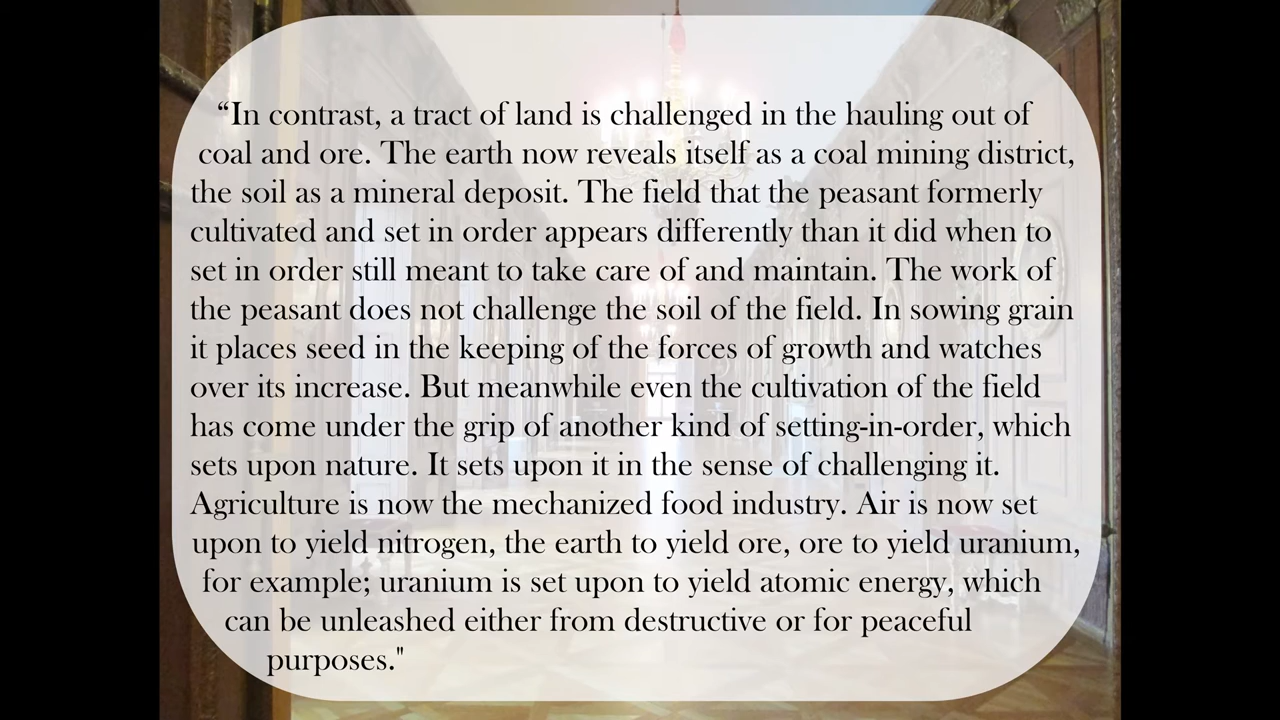 “In contrast, a tract of land is challenged in the hauling out of
coal and ore. The earth now reveals itself as a coal mining district,
the soil as a mineral deposit. The field that the peasant formerly
cultivated and set in order appears differently than it did when to
set in order still meant to take care of and maintain. The work of
the peasant does not challenge the soil of the field. In sowing grain
it places seed in the keeping of the forces of growth and watches
over its increase. But meanwhile even the cultivation of the field
has come under the grip of another kind of setting-in-order, which
sets upon nature. It sets upon it in the sense of challenging it.
Agriculture is now the mechanized food industry. Air is now set
upon to yield nitrogen, the earth to yield ore, ore to yield uranium,
for example; uranium is set upon to yield atomic energy, which
can be unleashed either from destructive or for peaceful
purposes."